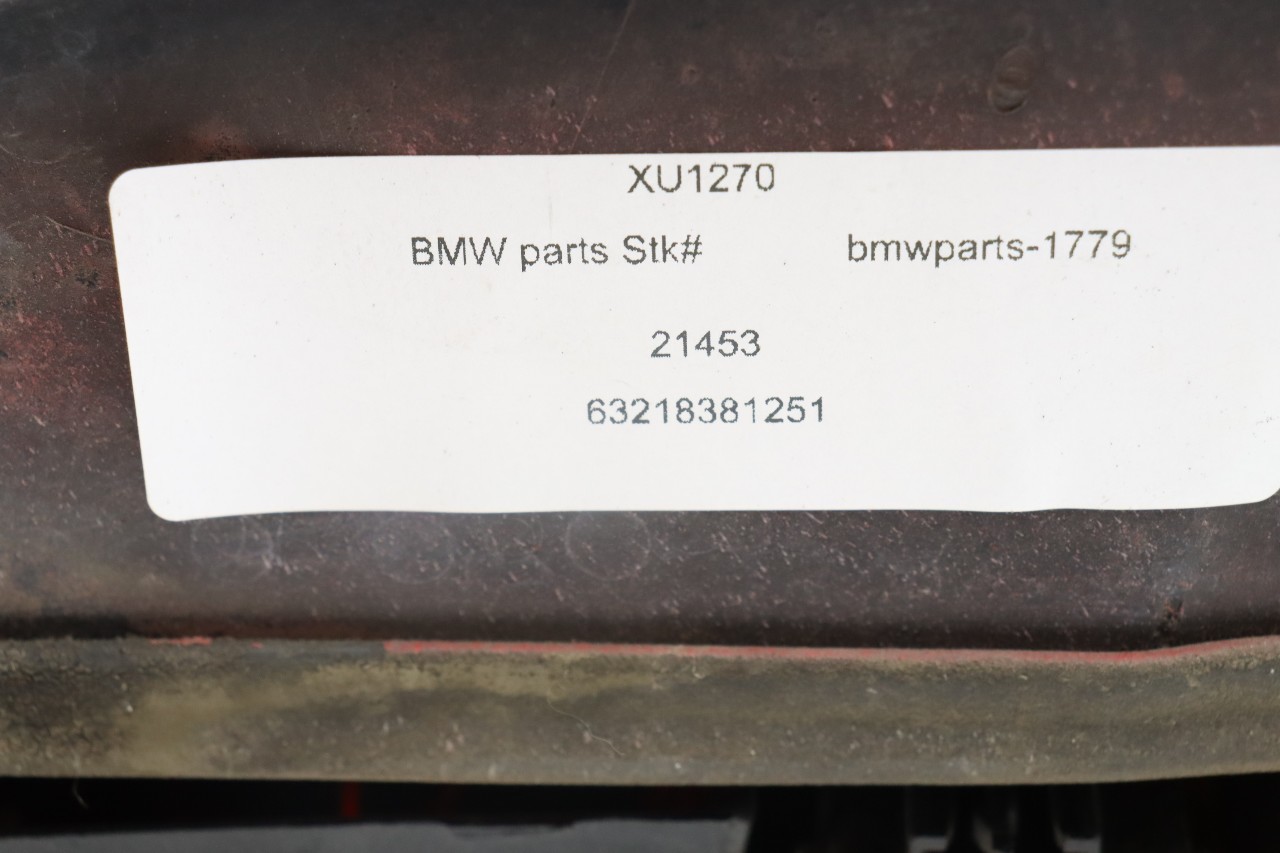 XU1270
BMW parts Stk# bmwparts-1779
21453
63218381251